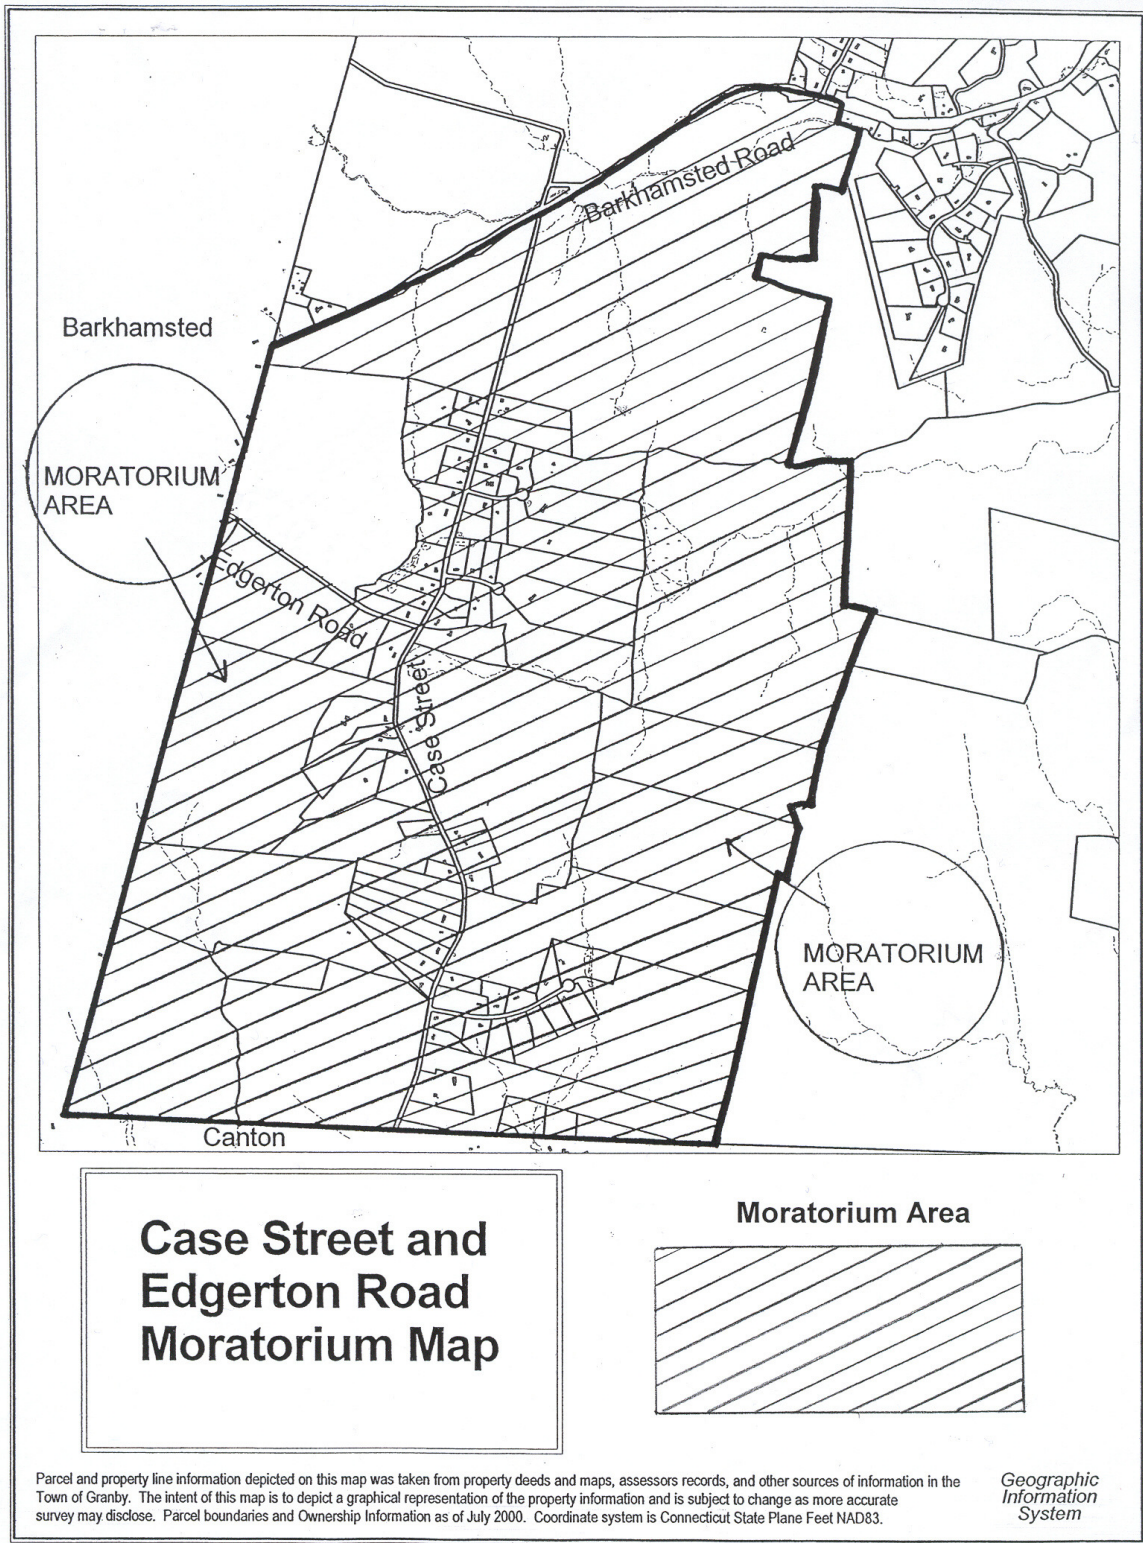 Barkhamsted Road
Barkhamsted
MORATORIUM
AREA
Edgerton Road
Case Street
MORATORIUM
AREA
Canton
Case Street and
Edgerton Road
Moratorium Map
Moratorium Area
Parcel and property line information depicted on this map was taken from property deeds and maps, assessors records, and other sources of information in the
Town of Granby. The intent of this map is to depict a graphical representation of the property information and is subject to change as more accurate
survey may disclose. Parcel boundaries and Ownership Information as of July 2000. Coordinate system is Connecticut State Plane Feet NAD83.
Geographic
Information
System